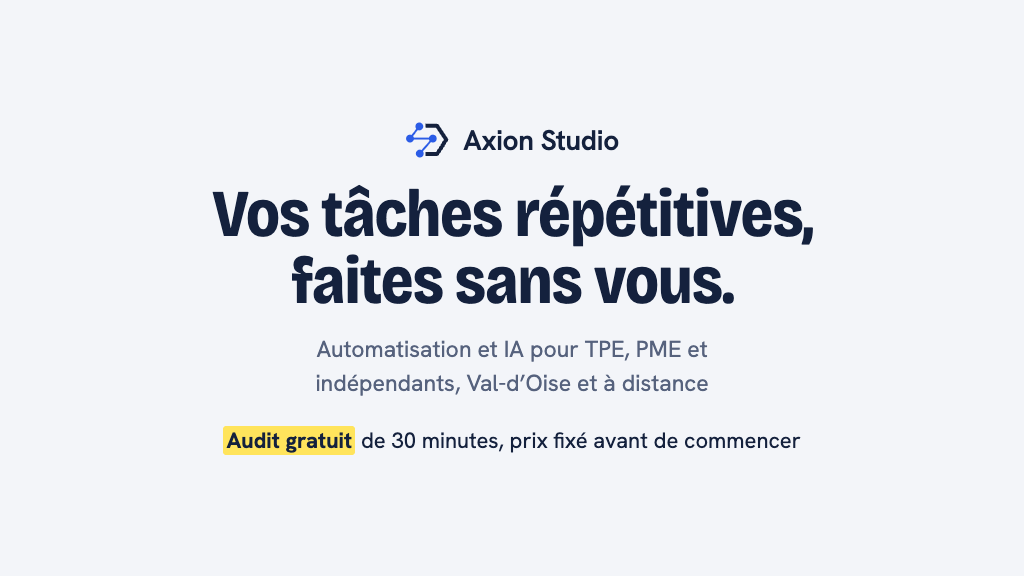 Axion Studio
Vos tâches répétitives,
faites sans vous.
Automatisation et IA pour TPE, PME et
indépendants, Val-d’Oise et à distance
Audit gratuit de 30 minutes, prix fixé avant de commencer